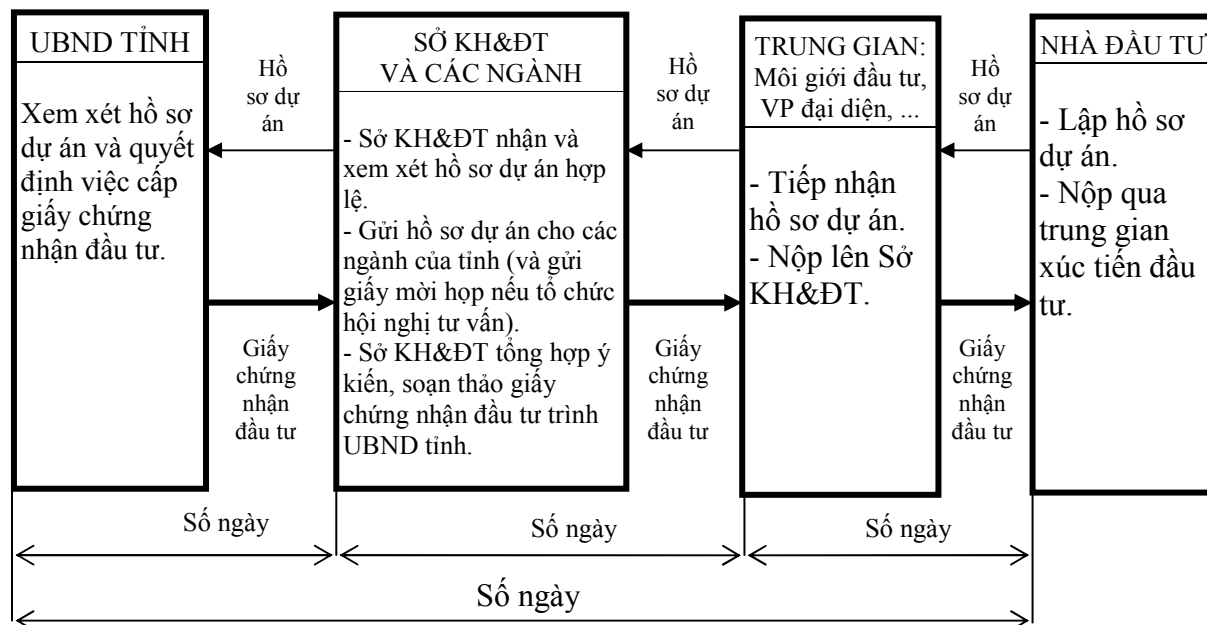 UBND TỈNH
Xem xét hồ sơ
dự án và quyết
định việc cấp
giấy chứng
nhận đầu tư.
Hồ
sơ dự
án
Giấy
chứng
nhận
đầu tư
SỞ KH&ĐT
VÀ CÁC NGÀNH
- Sở KH&ĐT nhận và
xem xét hồ sơ dự án hợp
lệ.
- Gửi hồ sơ dự án cho các
ngành của tỉnh (và gửi
giấy mời họp nếu tổ chức
hội nghị tư vấn).
- Sở KH&ĐT tổng hợp ý
kiến, soạn thảo giấy
chứng nhận đầu tư trình
UBND tỉnh.
Hồ
sơ dự
án
Giấy
chứng
nhận
đầu tư
TRUNG GIAN:
Môi giới đầu tư,
VP đại diện, ...
- Tiếp nhận
hồ sơ dự án.
- Nộp lên Sở
KH&ĐT.
Hồ
sơ dự
án
Giấy
chứng
nhận
đầu tư
NHÀ ĐẦU TƯ
- Lập hồ sơ
dự án.
- Nộp qua
trung gian
xúc tiến đầu
tư.
Số ngày
Số ngày
Số ngày
Số ngày